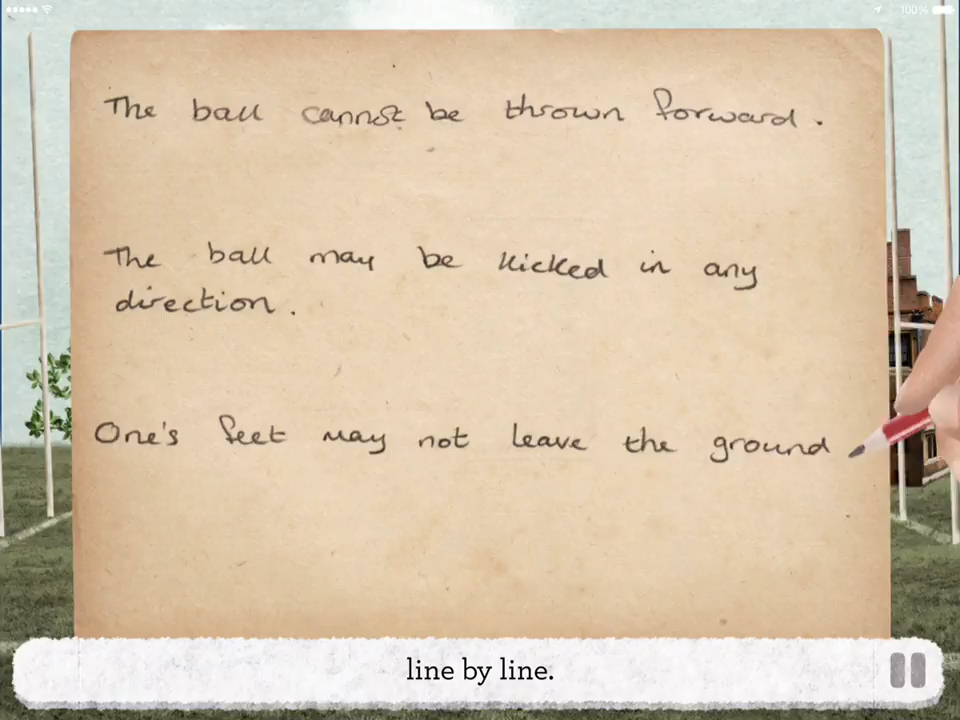 100%
The ball cannot be thrown forward.
The ball may be kicked in any
direction.
One's feet may not leave the ground
line by line.